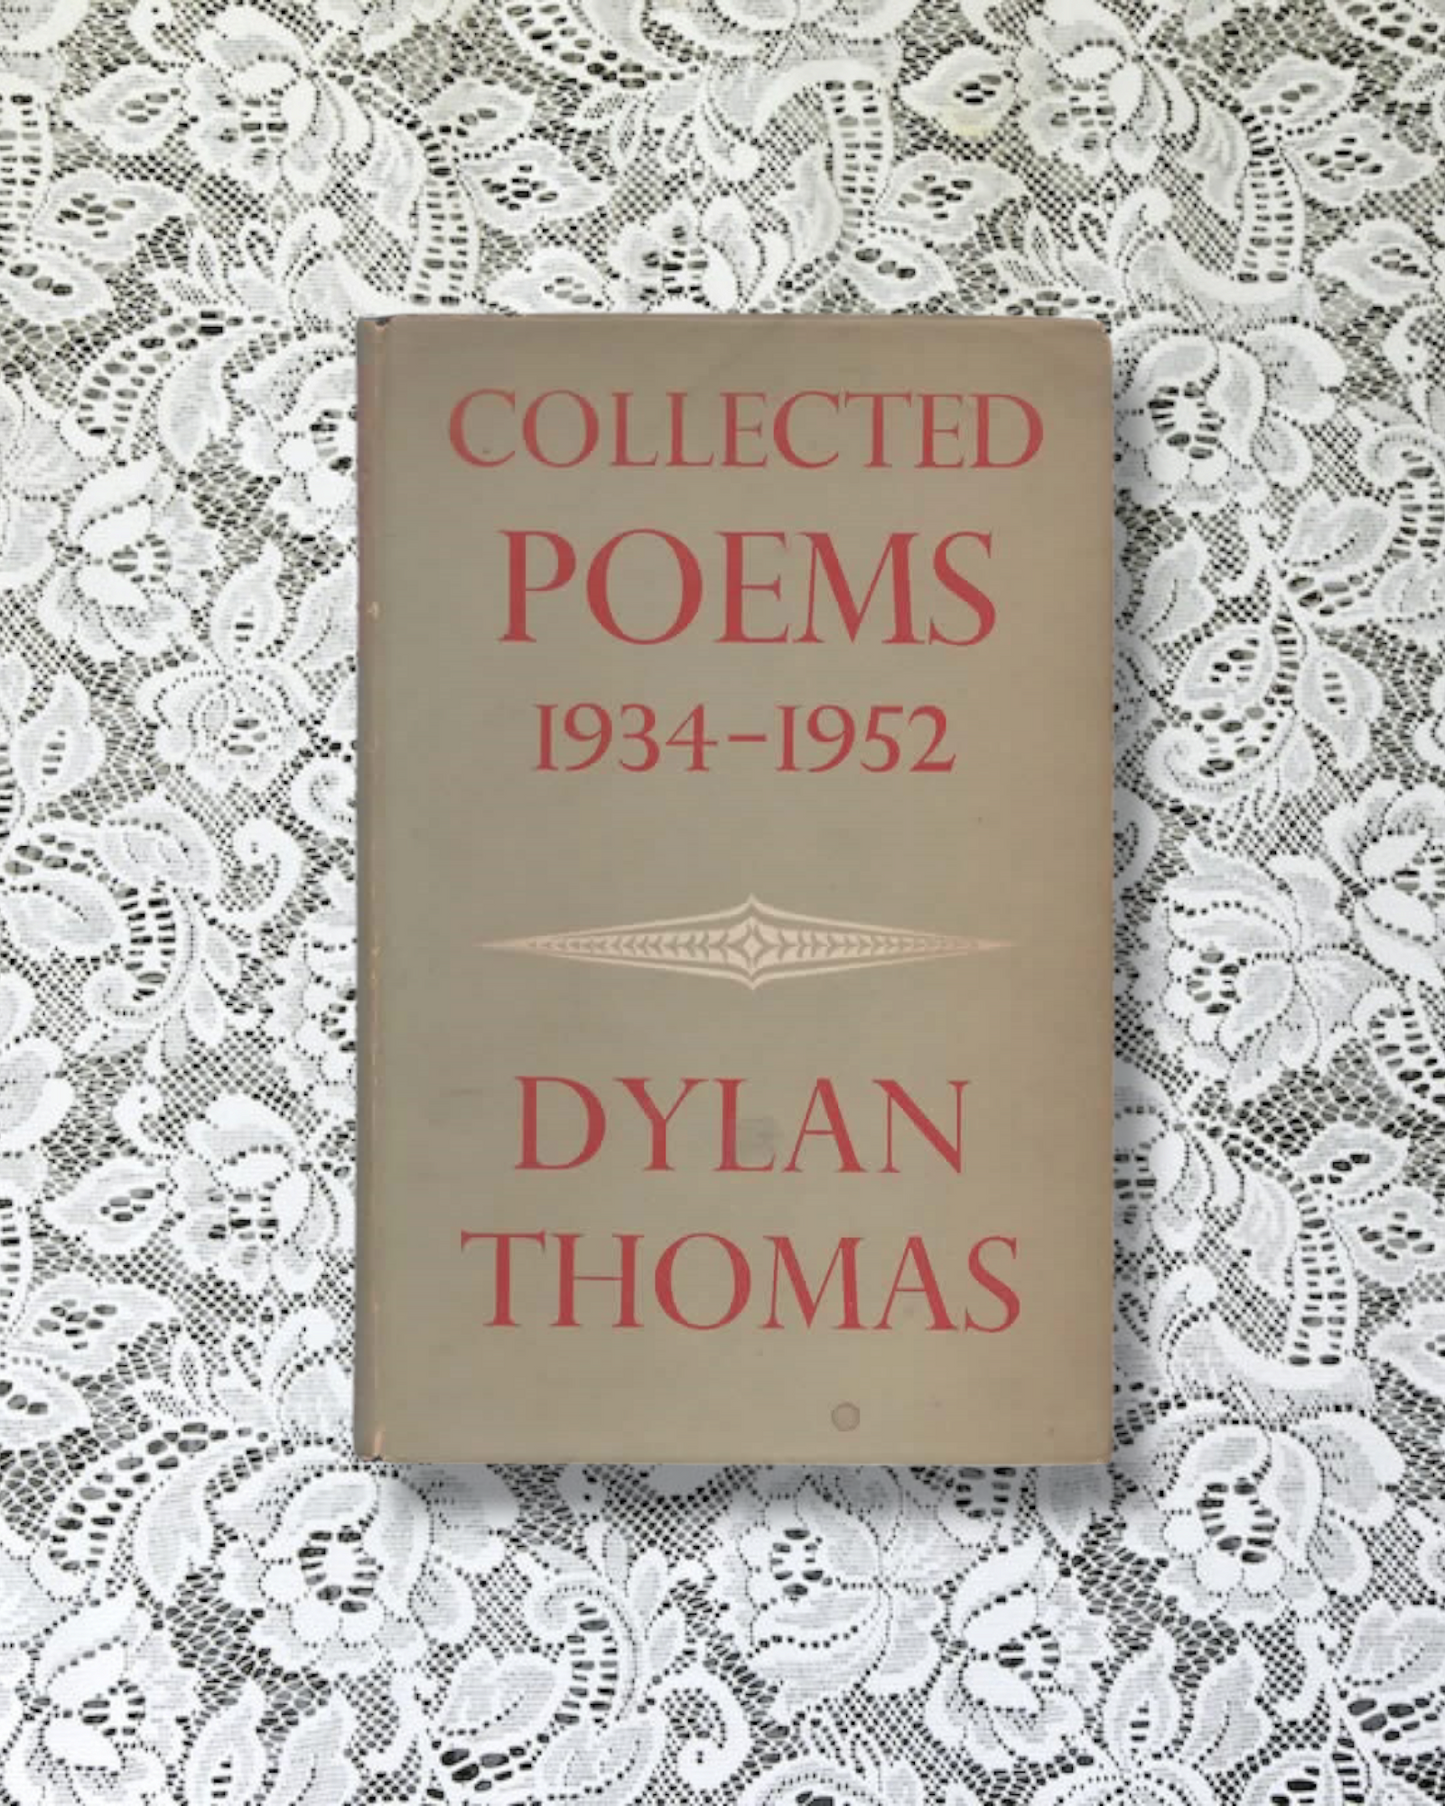 COLLECTED
POEMS
1934–1952
DYLAN
THOMAS